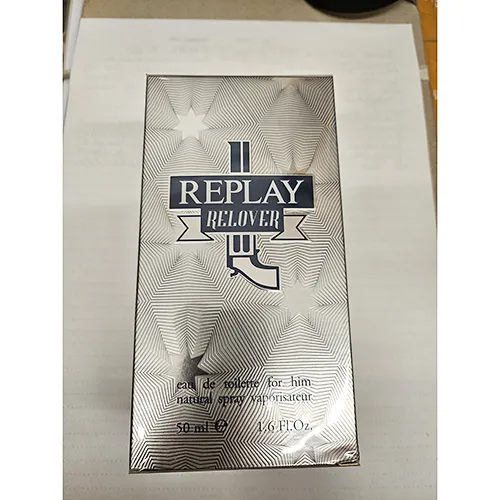 REPLAY
RELOVER
eau de toilette for him
natural spray vaporisateur
50 ml ℮ 1.6 Fl.Oz.